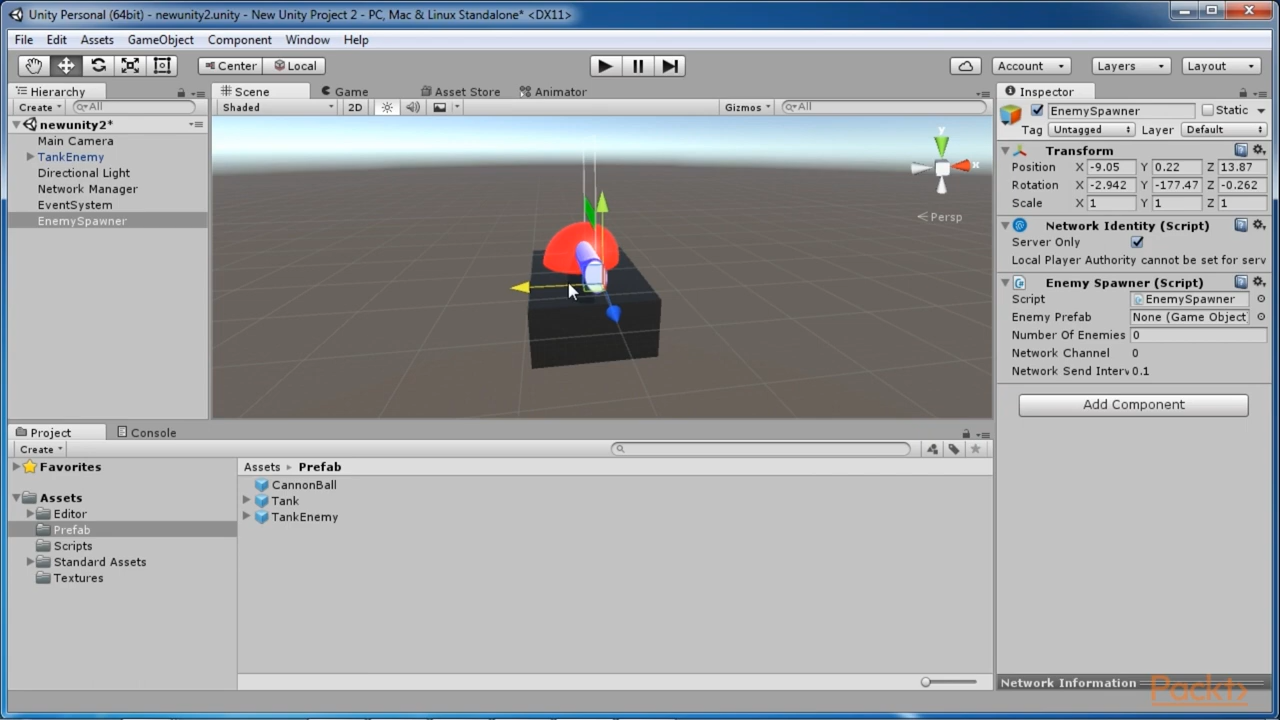 Unity Personal (64bit) - newunity2.unity - New Unity Project 2 - PC, Mac & Linux Standalone* <DX11>
File Edit Assets GameObject Component Window Help
Center Local Account Layers Layout
Hierarchy
Create All
newunity2*
Main Camera
TankEnemy
Directional Light
Network Manager
EventSystem
EnemySpawner
Scene Game Asset Store Animator
Shaded 2D Gizmos All
y
x
Persp
Inspector
EnemySpawner Static
Tag Untagged Layer Default
Transform
Position X -9.05 Y 0.22 Z 13.87
Rotation X -2.942 Y -177.47 Z -0.262
Scale X 1 Y 1 Z 1
Network Identity (Script)
Server Only
Local Player Authority cannot be set for serv
Enemy Spawner (Script)
Script EnemySpawner
Enemy Prefab None (Game Object
Number Of Enemies 0
Network Channel 0
Network Send Interv 0.1
Add Component
Project Console
Create
Favorites
Assets
Editor
Prefab
Scripts
Standard Assets
Textures
Assets Prefab
CannonBall
Tank
TankEnemy
Network Information
Packt>